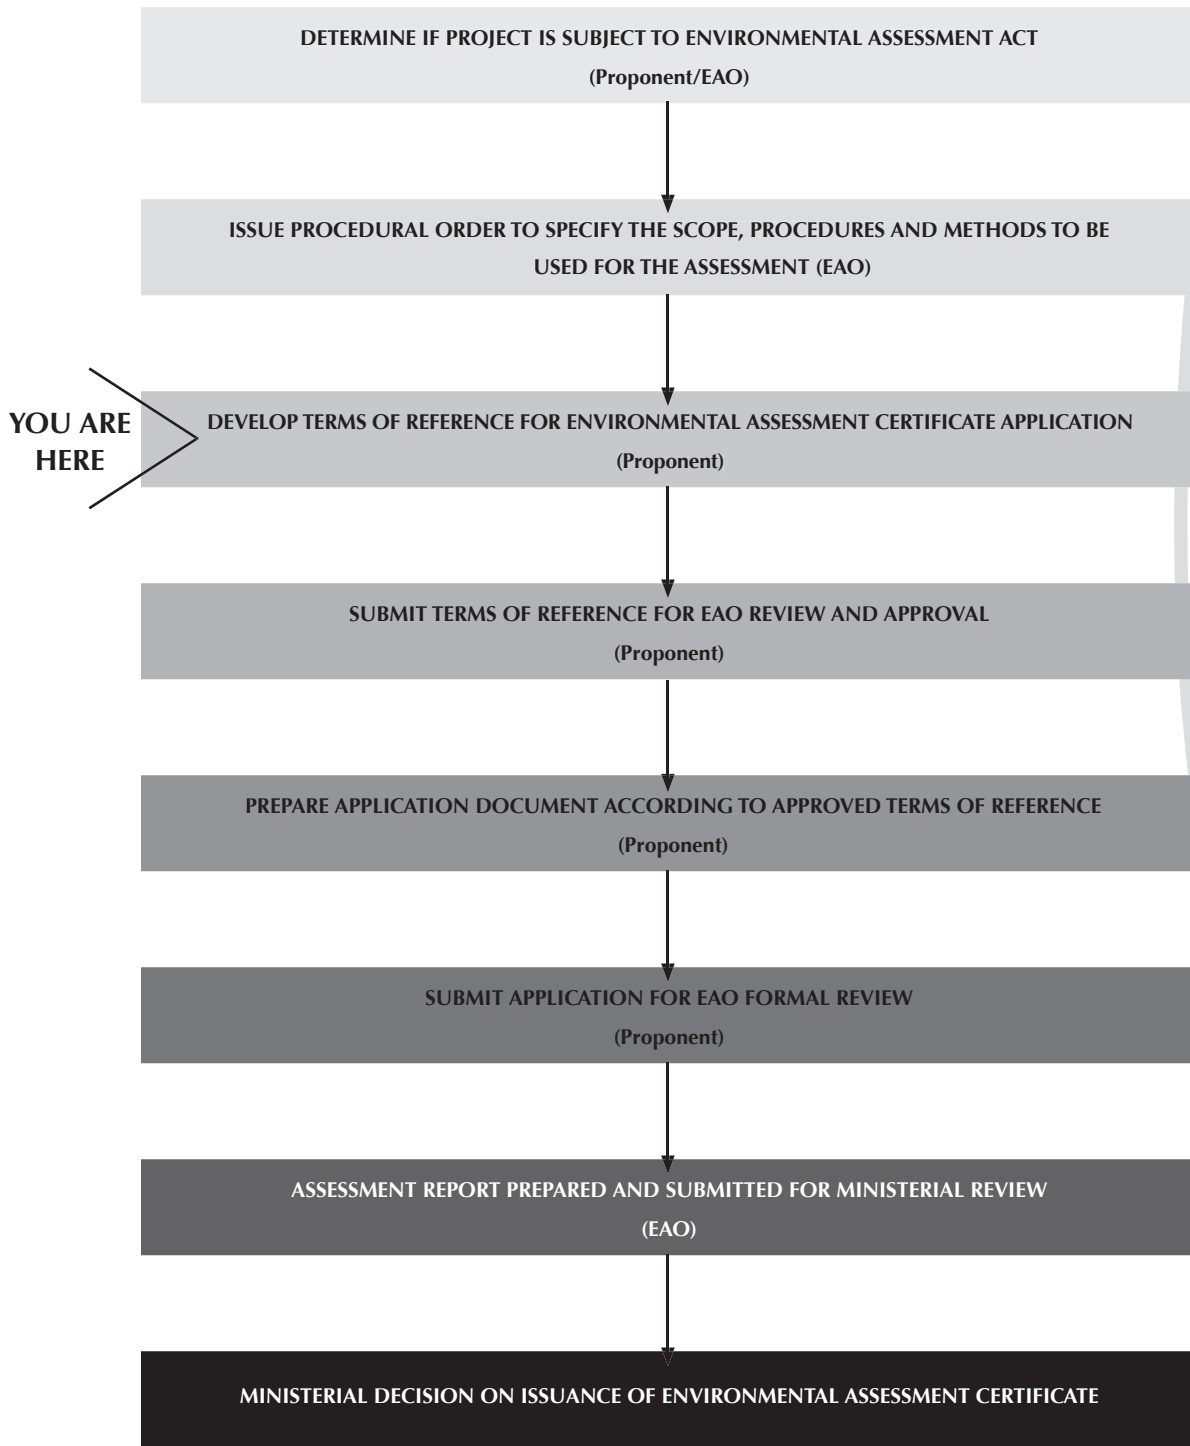 DETERMINE IF PROJECT IS SUBJECT TO ENVIRONMENTAL ASSESSMENT ACT
(Proponent/EAO)
ISSUE PROCEDURAL ORDER TO SPECIFY THE SCOPE, PROCEDURES AND METHODS TO BE
USED FOR THE ASSESSMENT (EAO)
YOU ARE
HERE
DEVELOP TERMS OF REFERENCE FOR ENVIRONMENTAL ASSESSMENT CERTIFICATE APPLICATION
(Proponent)
SUBMIT TERMS OF REFERENCE FOR EAO REVIEW AND APPROVAL
(Proponent)
PREPARE APPLICATION DOCUMENT ACCORDING TO APPROVED TERMS OF REFERENCE
(Proponent)
SUBMIT APPLICATION FOR EAO FORMAL REVIEW
(Proponent)
ASSESSMENT REPORT PREPARED AND SUBMITTED FOR MINISTERIAL REVIEW
(EAO)
MINISTERIAL DECISION ON ISSUANCE OF ENVIRONMENTAL ASSESSMENT CERTIFICATE